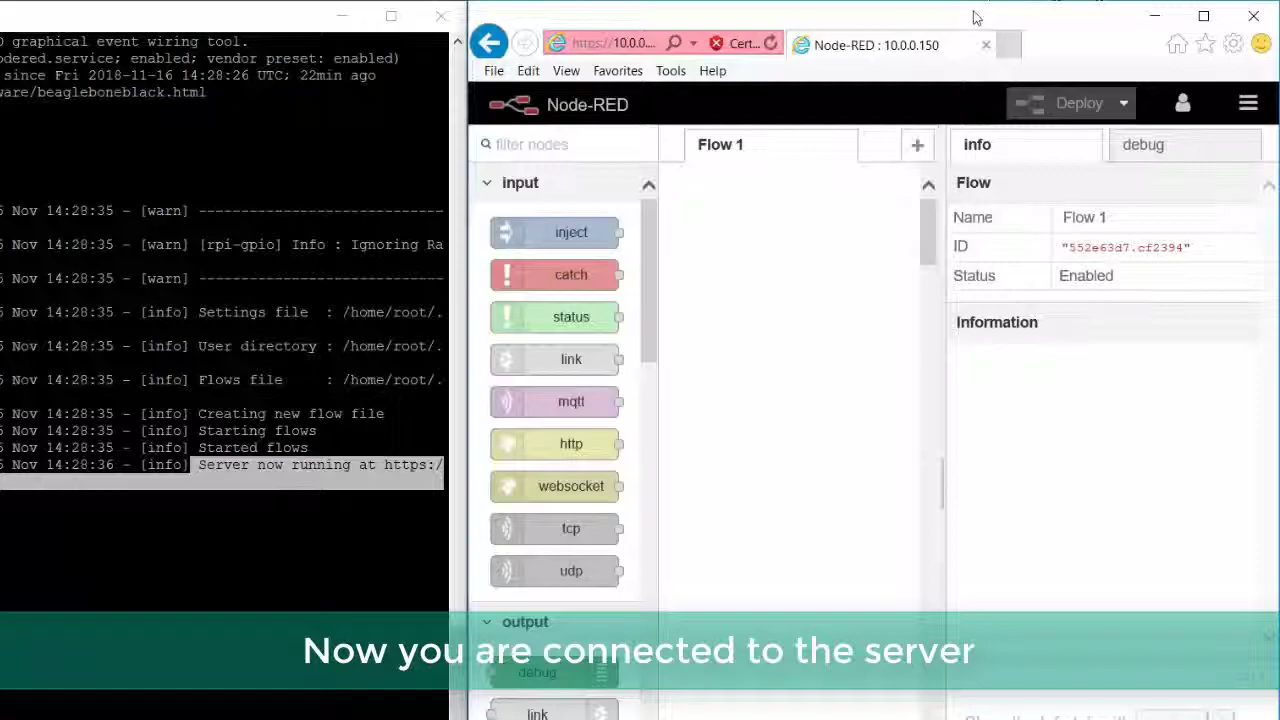 O graphical event wiring tool.
odered.service; enabled; vendor preset: enabled)
since Fri 2018-11-16 14:28:26 UTC; 22min ago
ware/beagleboneblack.html
Nov 14:28:35 - [warn] -----------------------------
Nov 14:28:35 - [warn] [rpi-gpio] Info : Ignoring Ra
Nov 14:28:35 - [warn] -----------------------------
Nov 14:28:35 - [info] Settings file : /home/root/.
Nov 14:28:35 - [info] User directory : /home/root/.
Nov 14:28:35 - [info] Flows file : /home/root/.
Nov 14:28:35 - [info] Creating new flow file
Nov 14:28:35 - [info] Starting flows
Nov 14:28:35 - [info] Started flows
Nov 14:28:36 - [info] Server now running at https:/
https://10.0.0....
Cert...
Node-RED : 10.0.0.150
File Edit View Favorites Tools Help
Node-RED
Deploy
filter nodes
Flow 1
info
debug
input
inject
catch
status
link
mqtt
http
websocket
tcp
udp
output
debug
link
Flow
Name Flow 1
ID "552e63d7.cf2394"
Status Enabled
Information
Now you are connected to the server